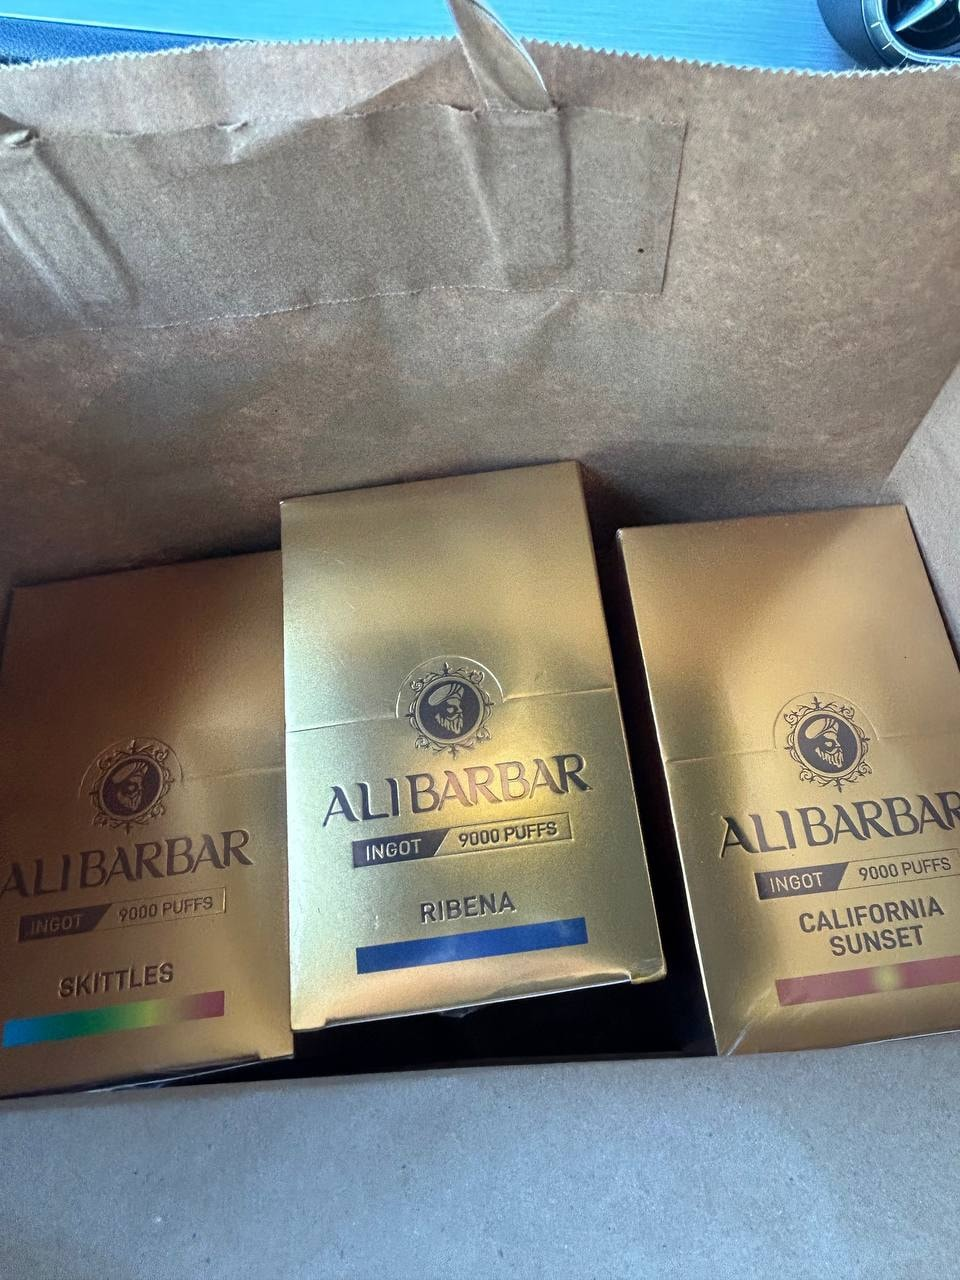 ALIBARBAR
INGOT 9000 PUFFS
SKITTLES
ALIBARBAR
INGOT 9000 PUFFS
RIBENA
ALIBARBAR
INGOT 9000 PUFFS
CALIFORNIA
SUNSET